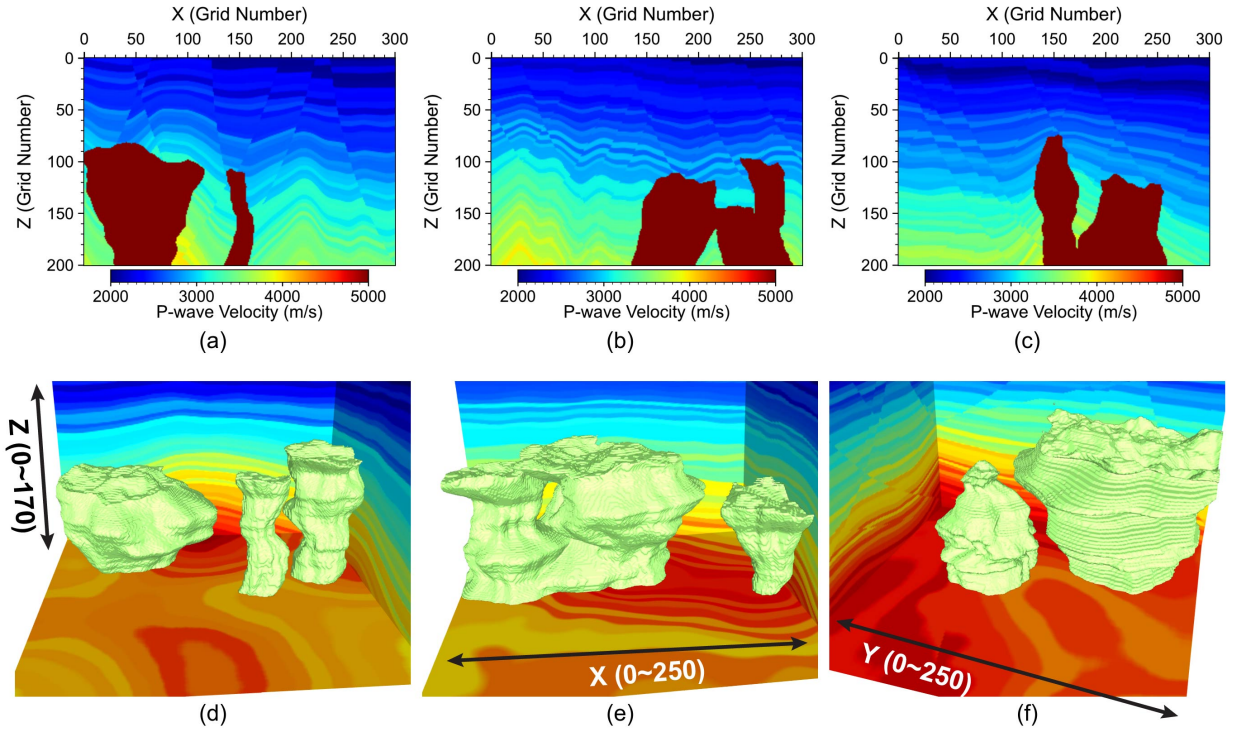 X (Grid Number)
0 50 100 150 200 250 300
Z (Grid Number)
0
50
100
150
200
2000 3000 4000 5000
P-wave Velocity (m/s)
(a)
X (Grid Number)
0 50 100 150 200 250 300
Z (Grid Number)
0
50
100
150
200
2000 3000 4000 5000
P-wave Velocity (m/s)
(b)
X (Grid Number)
0 50 100 150 200 250 300
Z (Grid Number)
0
50
100
150
200
2000 3000 4000 5000
P-wave Velocity (m/s)
(c)
Z (0~170)
(d)
X (0~250)
(e)
Y (0~250)
(f)